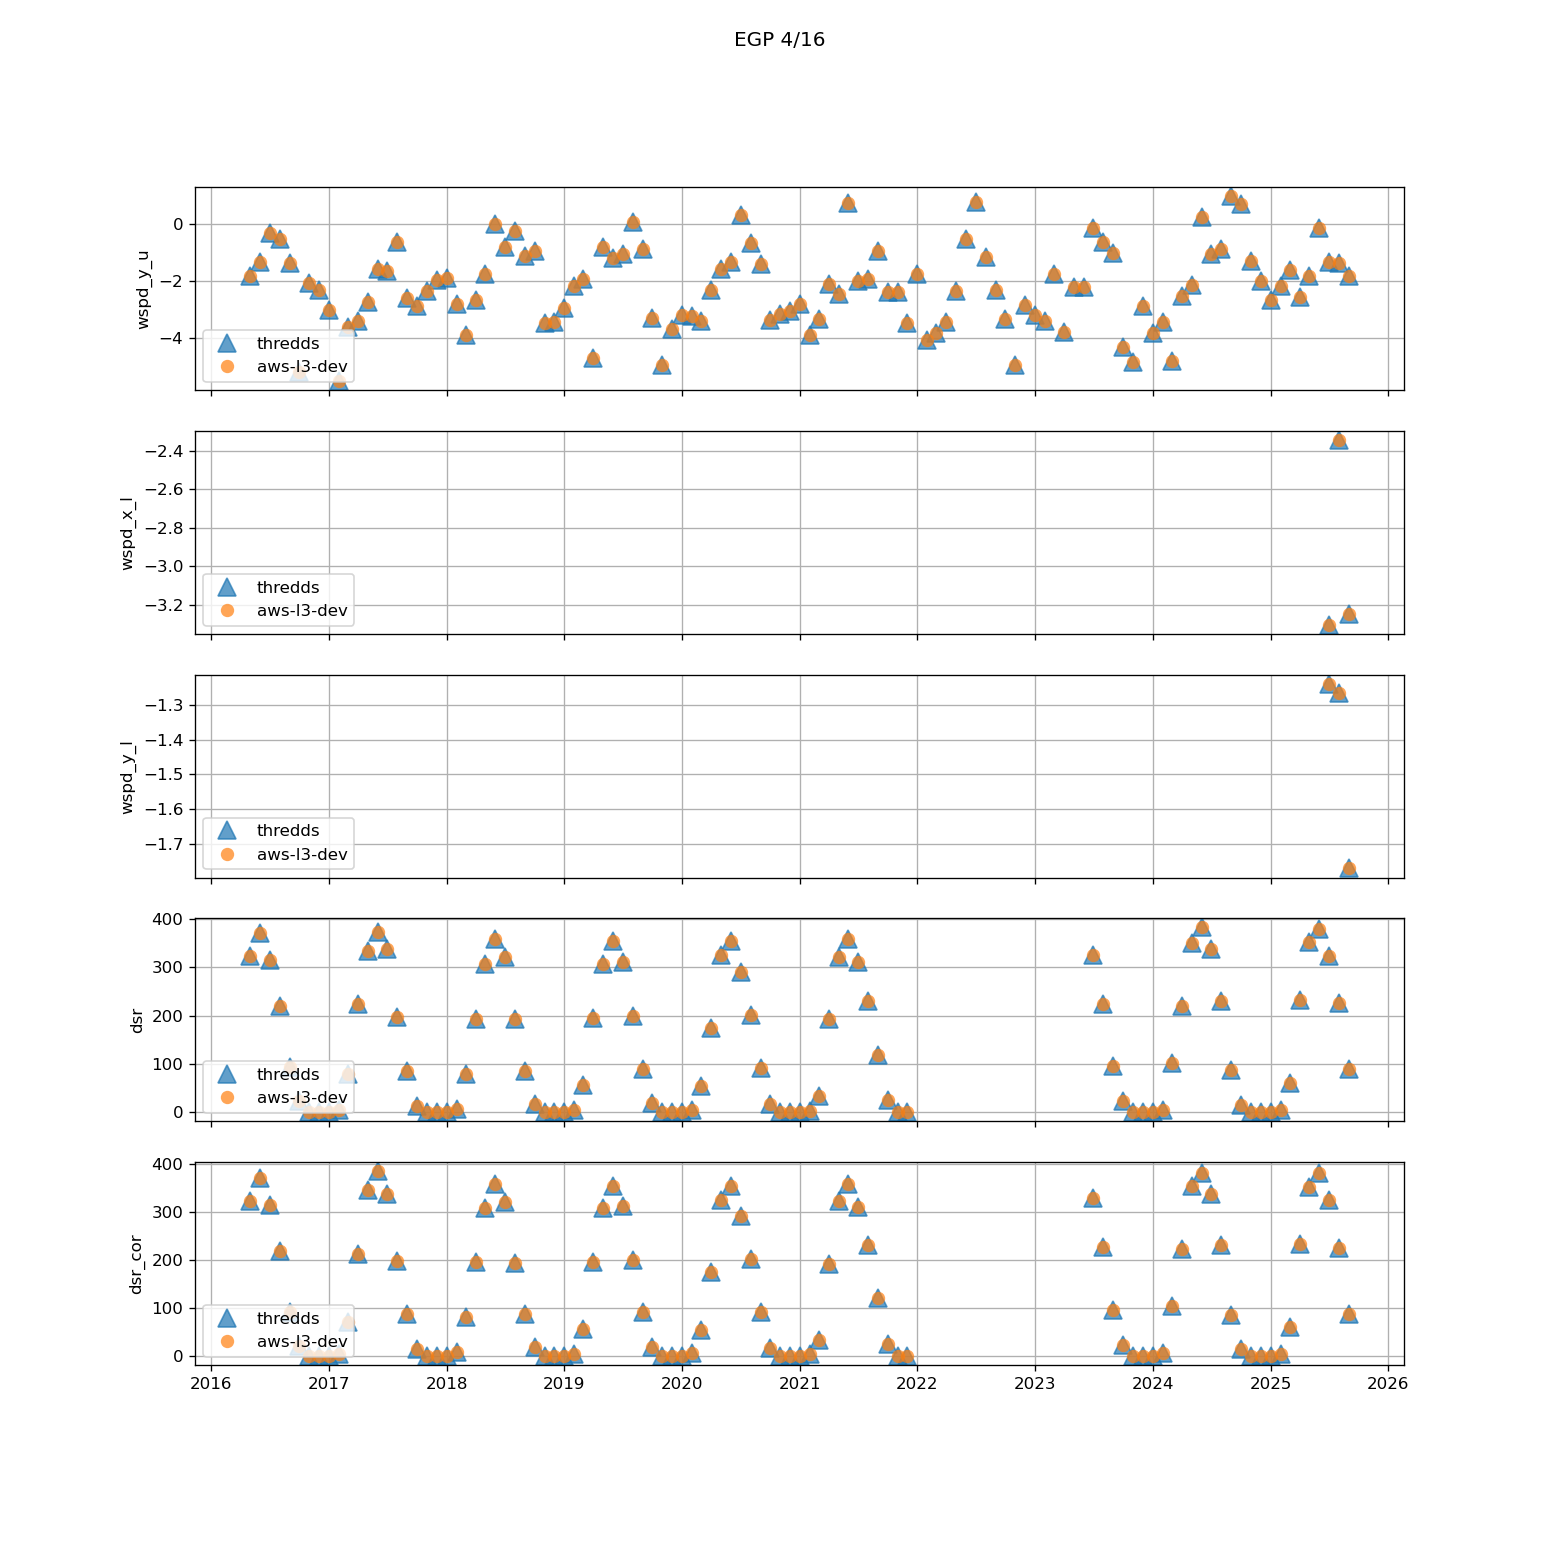 EGP 4/16
wspd_y_u
0
−2
−4
thredds
aws-l3-dev
wspd_x_l
−2.4
−2.6
−2.8
−3.0
−3.2
thredds
aws-l3-dev
wspd_y_l
−1.3
−1.4
−1.5
−1.6
−1.7
thredds
aws-l3-dev
dsr
400
300
200
100
0
thredds
aws-l3-dev
dsr_cor
400
300
200
100
0
thredds
aws-l3-dev
2016 2017 2018 2019 2020 2021 2022 2023 2024 2025 2026